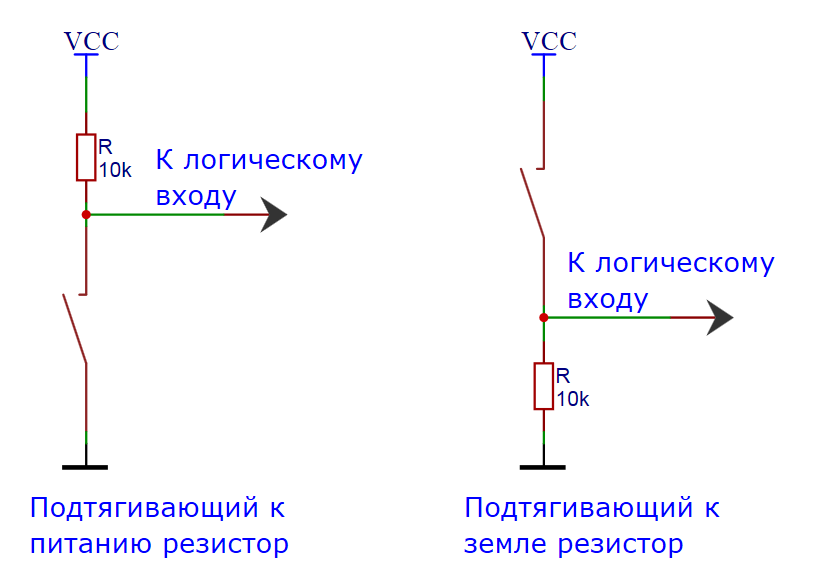 VCC
R
10k
К логическому
входу
Подтягивающий к
питанию резистор
VCC
К логическому
входу
R
10k
Подтягивающий к
земле резистор